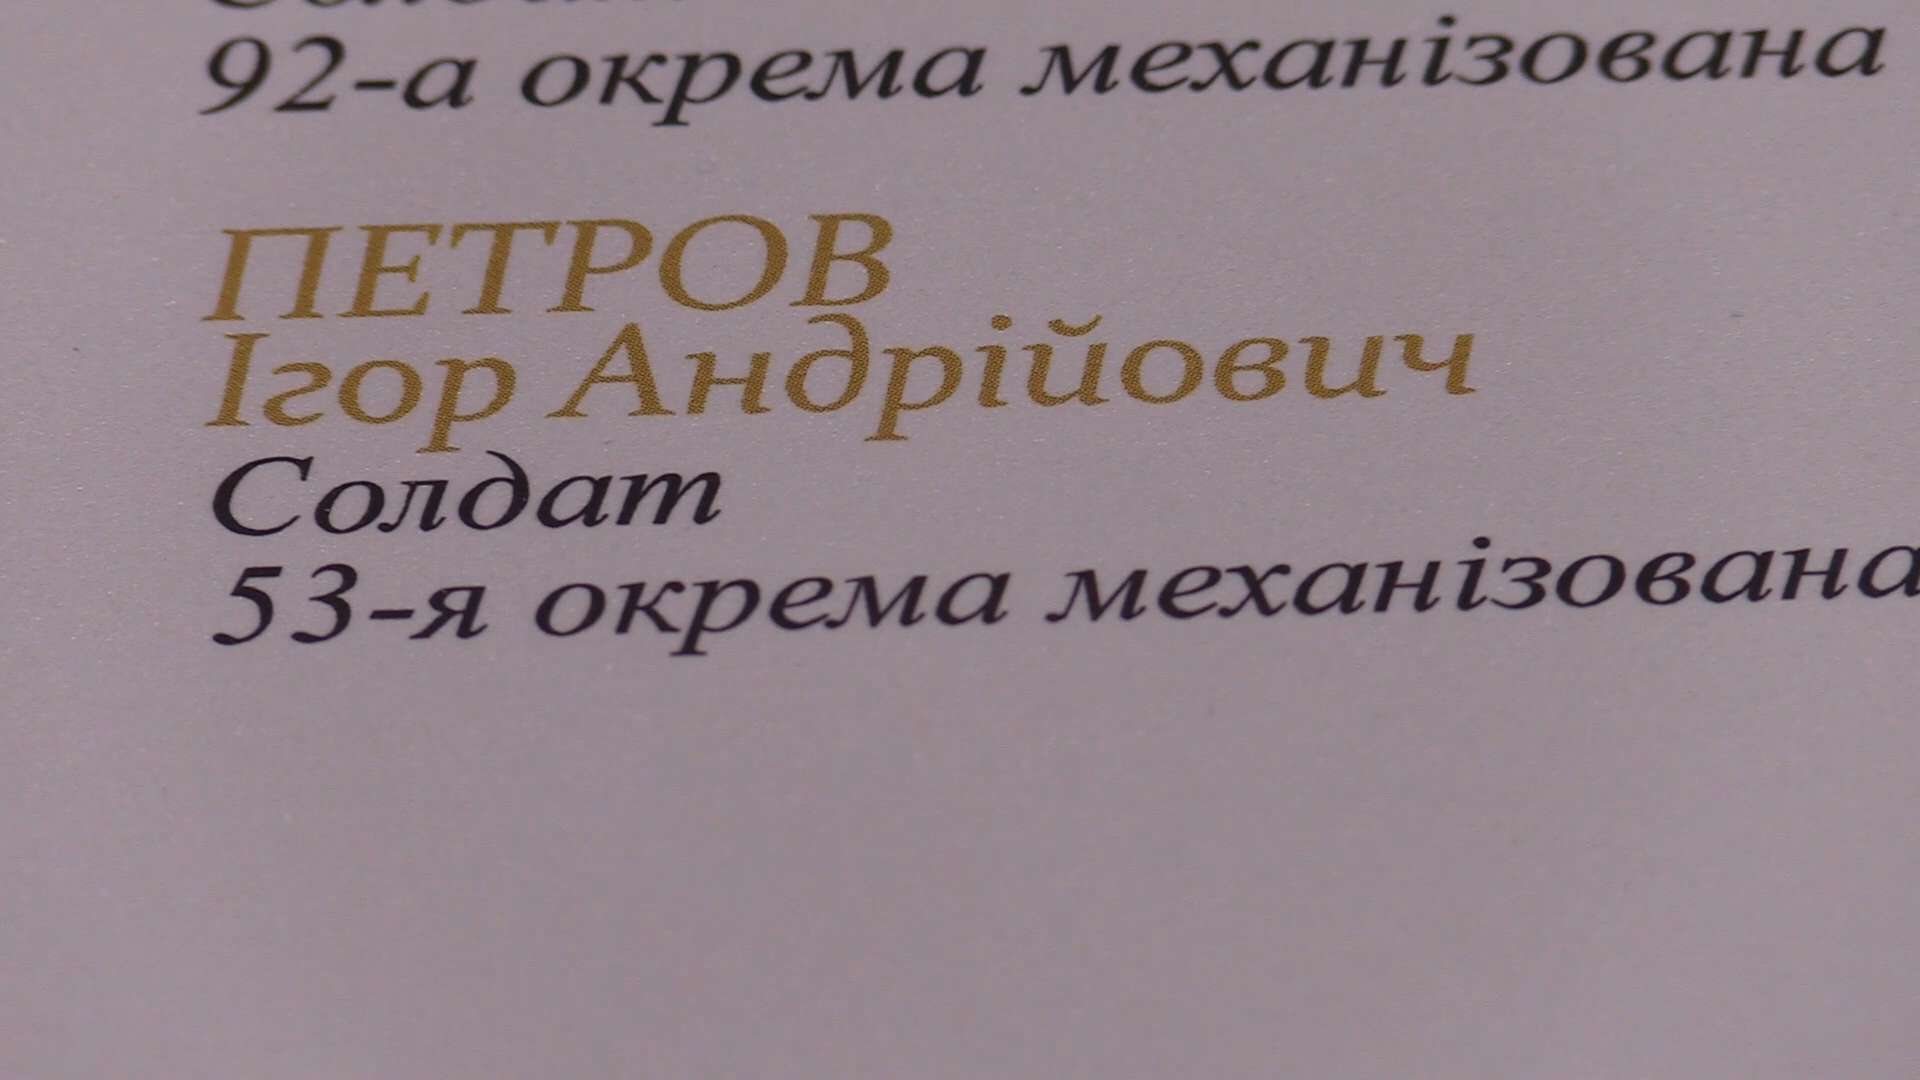 92-а окрема механізована
ПЕТРОВ
Ігор Андрійович
Солдат
53-я окрема механізована